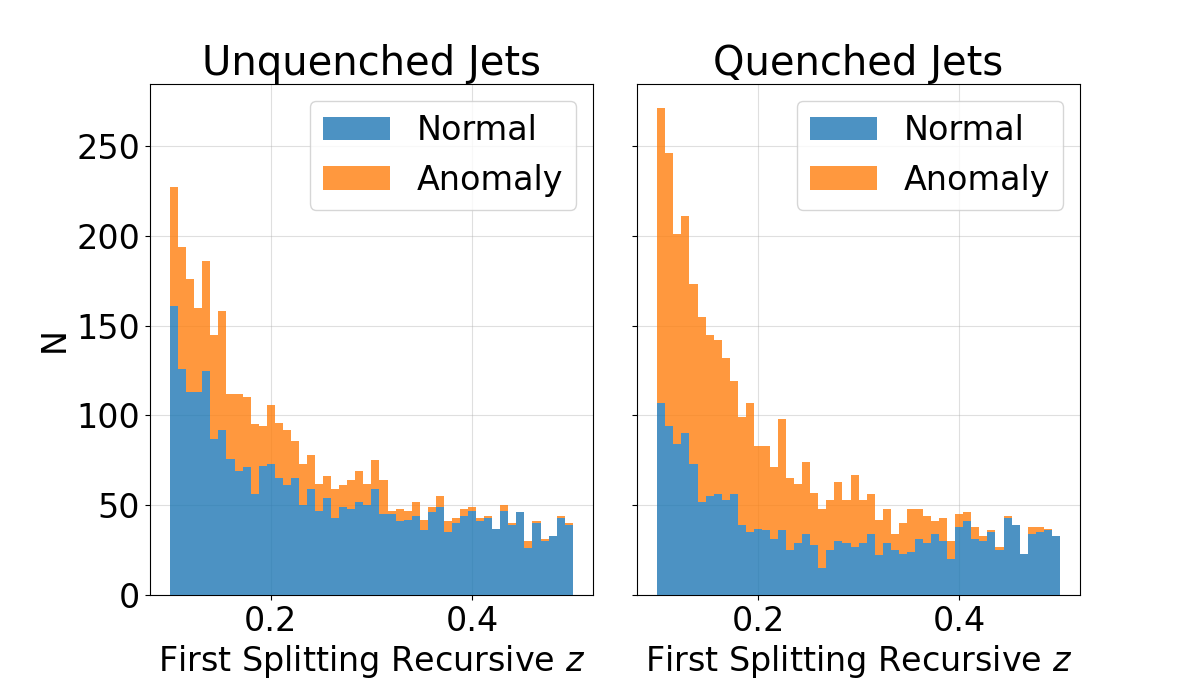 Unquenched Jets
Normal
Anomaly
N
250
200
150
100
50
0
0.2
0.4
First Splitting Recursive z
Quenched Jets
Normal
Anomaly
0.2
0.4
First Splitting Recursive z